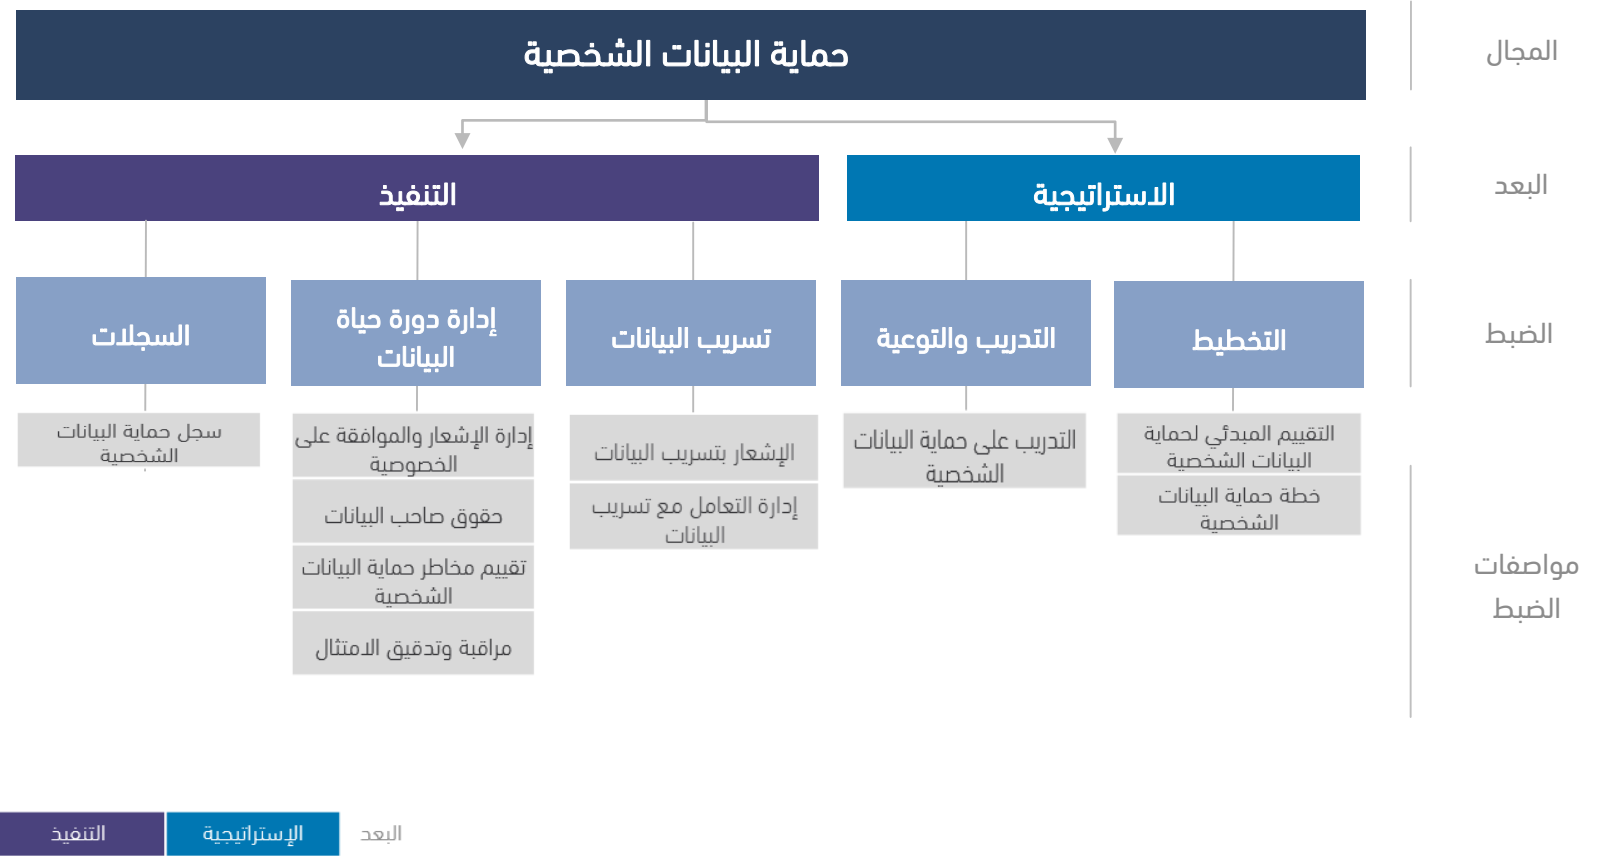 المجال
حماية البيانات الشخصية
البعد
الاستراتيجية
التنفيذ
الضبط
التخطيط
التدريب والتوعية
تسريب البيانات
إدارة دورة حياة
البيانات
السجلات
مواصفات
الضبط
التقييم المبدئي لحماية
البيانات الشخصية
خطة حماية البيانات
الشخصية
التدريب على حماية البيانات
الشخصية
الإشعار بتسريب البيانات
إدارة التعامل مع تسريب
البيانات
إدارة الإشعار والموافقة على
الخصوصية
حقوق صاحب البيانات
تقييم مخاطر حماية البيانات
الشخصية
مراقبة وتدقيق الامتثال
سجل حماية البيانات
الشخصية
البعد
الإستراتيجية
التنفيذ